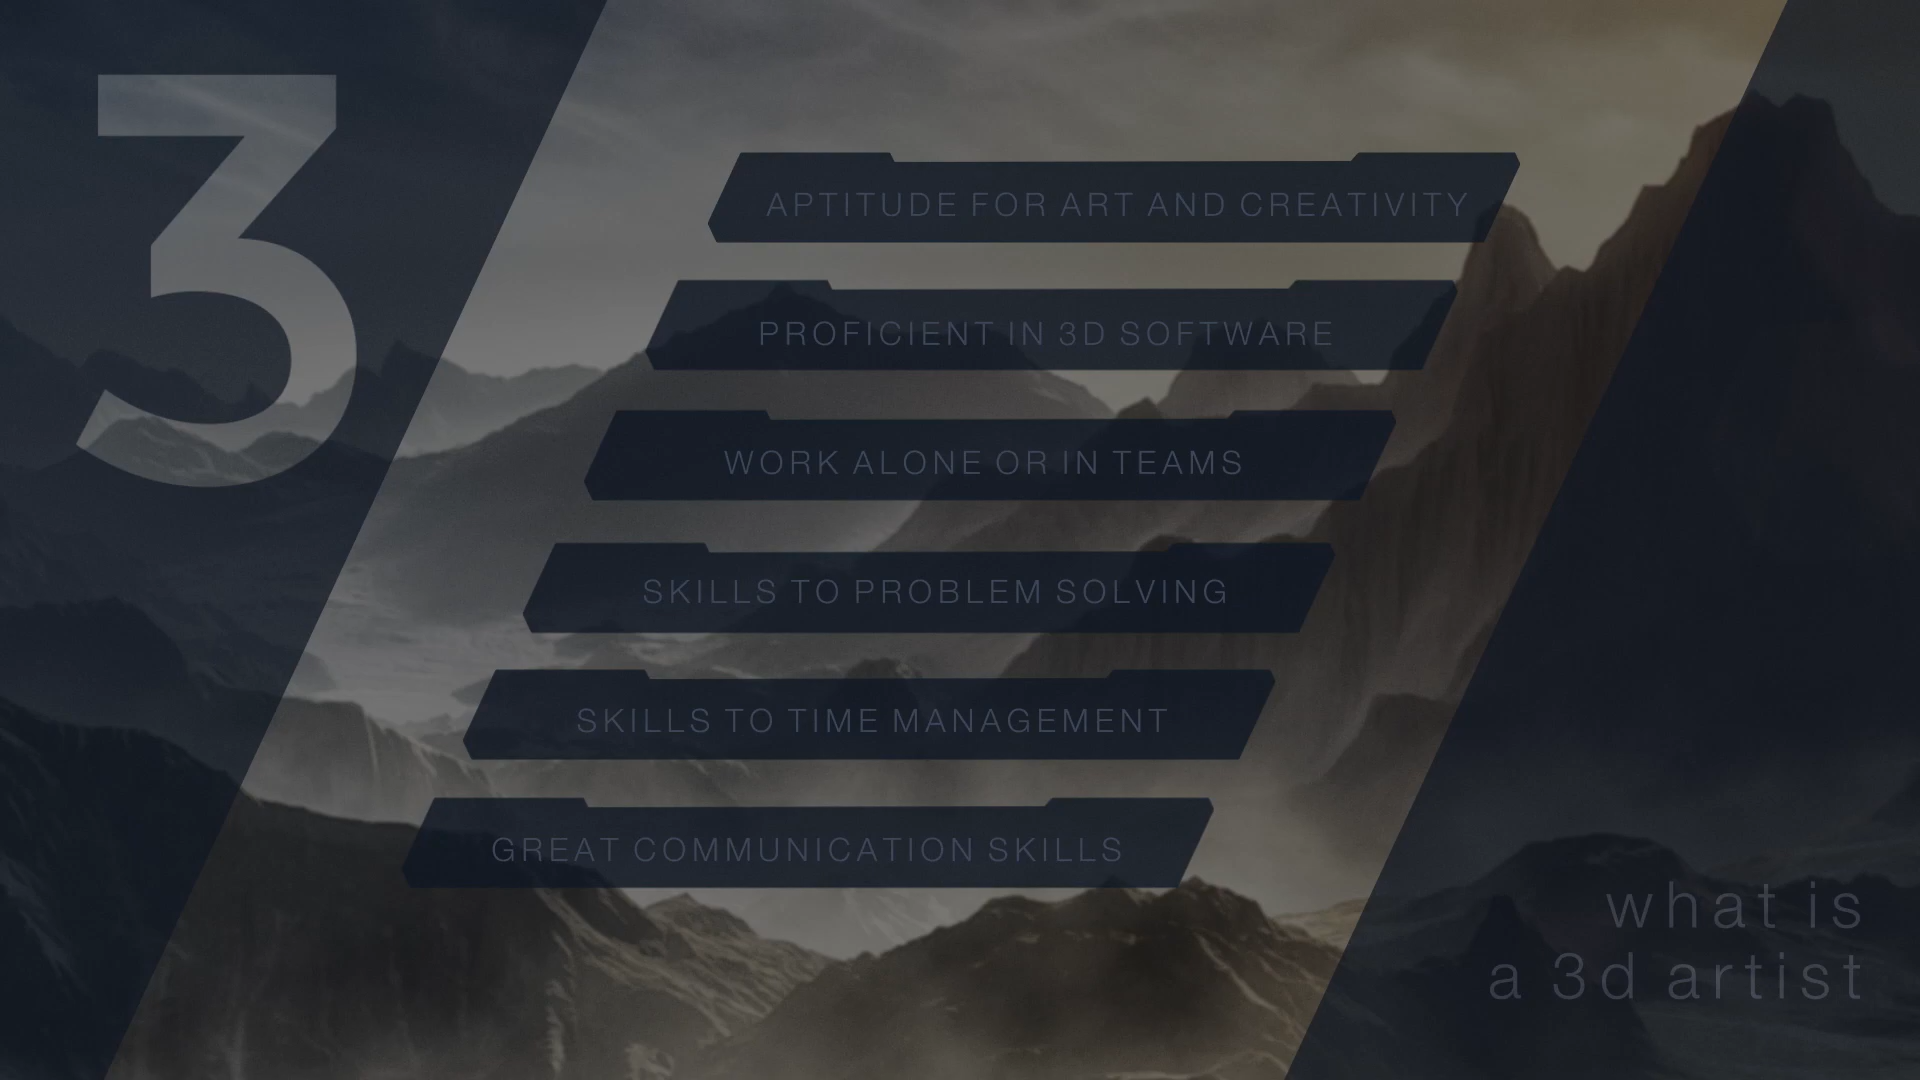 3
APTITUDE FOR ART AND CREATIVITY
PROFICIENT IN 3D SOFTWARE
WORK ALONE OR IN TEAMS
SKILLS TO PROBLEM SOLVING
SKILLS TO TIME MANAGEMENT
GREAT COMMUNICATION SKILLS
what is
a 3d artist